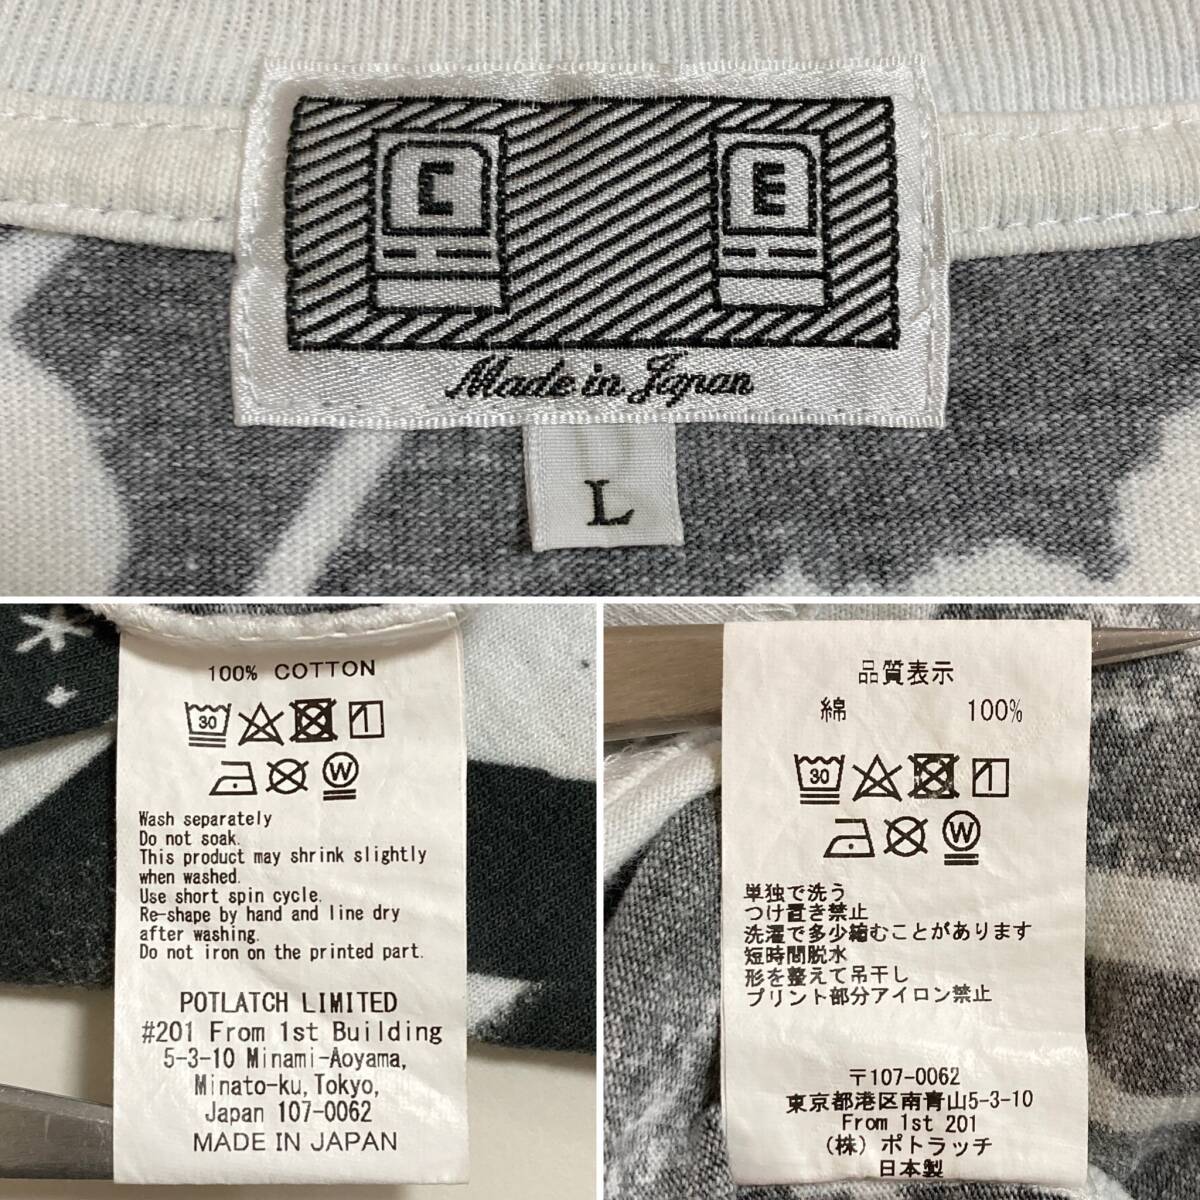 C E
Made in Japan
L
100% COTTON
30
W
Wash separately
Do not soak.
This product may shrink slightly
when washed.
Use short spin cycle.
Re-shape by hand and line dry
after washing.
Do not iron on the printed part.
POTLATCH LIMITED
#201 From 1st Building
5-3-10 Minami-Aoyama,
Minato-ku, Tokyo,
Japan 107-0062
MADE IN JAPAN
品質表示
綿 100%
30
W
単独で洗う
つけ置き禁止
洗濯で多少縮むことがあります
短時間脱水
形を整えて吊干し
プリント部分アイロン禁止
〒107-0062
東京都港区南青山5-3-10
From 1st 201
(株) ポトラッチ
日本製